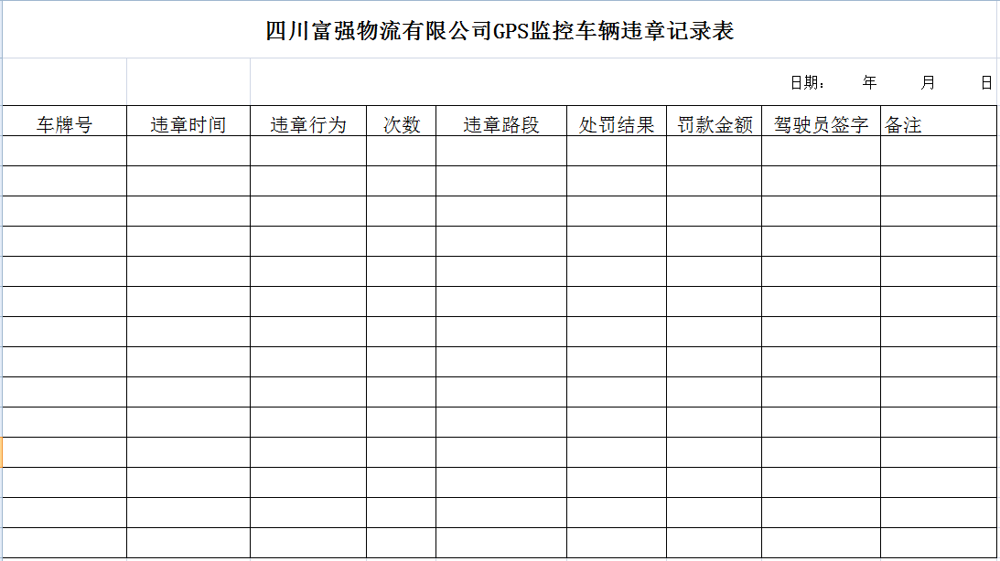 四川富强物流有限公司GPS监控车辆违章记录表
日期： 年 月 日
车牌号 违章时间 违章行为 次数 违章路段 处罚结果 罚款金额 驾驶员签字 备注